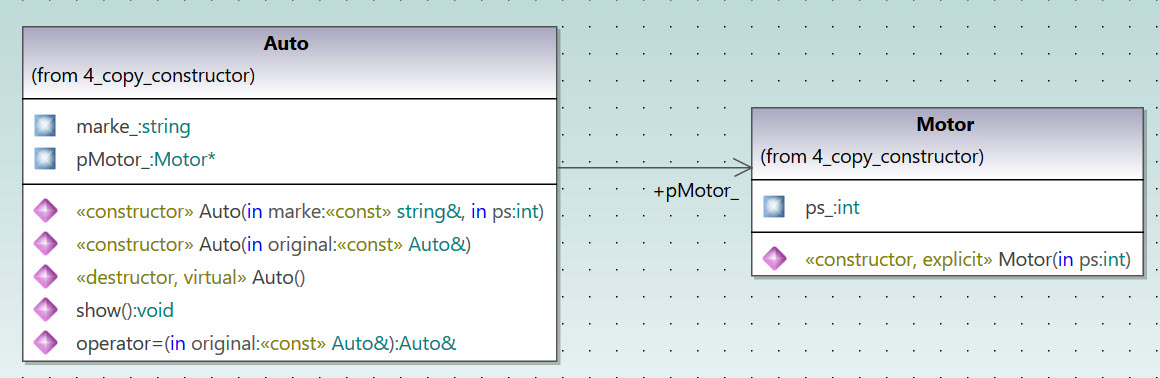 Auto
(from 4_copy_constructor)
marke_:string
pMotor_:Motor*
«constructor» Auto(in marke:«const» string&, in ps:int)
«constructor» Auto(in original:«const» Auto&)
«destructor, virtual» Auto()
show():void
operator=(in original:«const» Auto&):Auto&
+pMotor_
Motor
(from 4_copy_constructor)
ps_:int
«constructor, explicit» Motor(in ps:int)